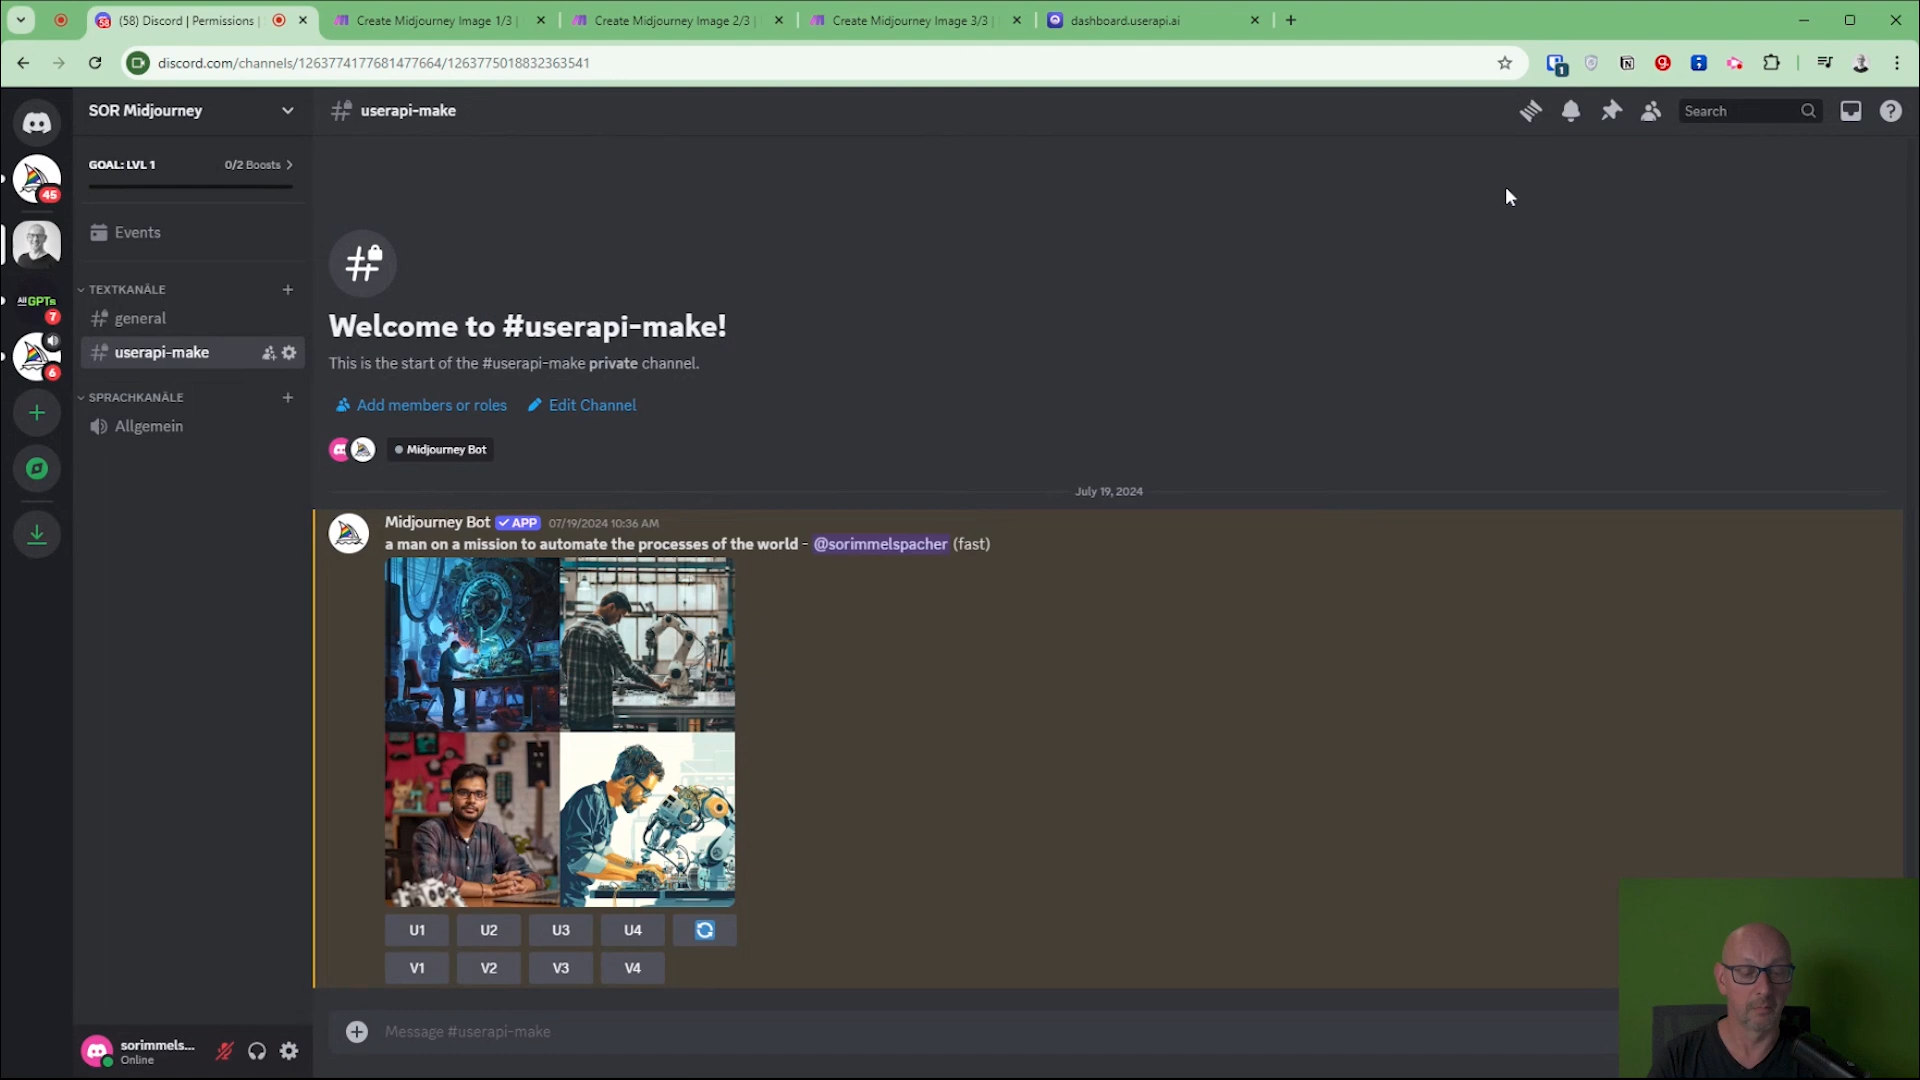 (58) Discord | Permissions
Create Midjourney Image 1/3 |
Create Midjourney Image 2/3 |
Create Midjourney Image 3/3 |
dashboard.userapi.ai
discord.com/channels/1263774177681477664/1263775018832363541
1
SOR Midjourney
userapi-make
Search
GOAL: LVL 1
0/2 Boosts
45
Events
TEXTKANÄLE
general
userapi-make
AllGPTs
7
6
SPRACHKANÄLE
Allgemein
Welcome to #userapi-make!
This is the start of the #userapi-make private channel.
Add members or roles
Edit Channel
Midjourney Bot
July 19, 2024
Midjourney Bot APP 07/19/2024 10:36 AM
a man on a mission to automate the processes of the world - @sorimmelspacher (fast)
U1
U2
U3
U4
V1
V2
V3
V4
Message #userapi-make
sorimmels...
Online